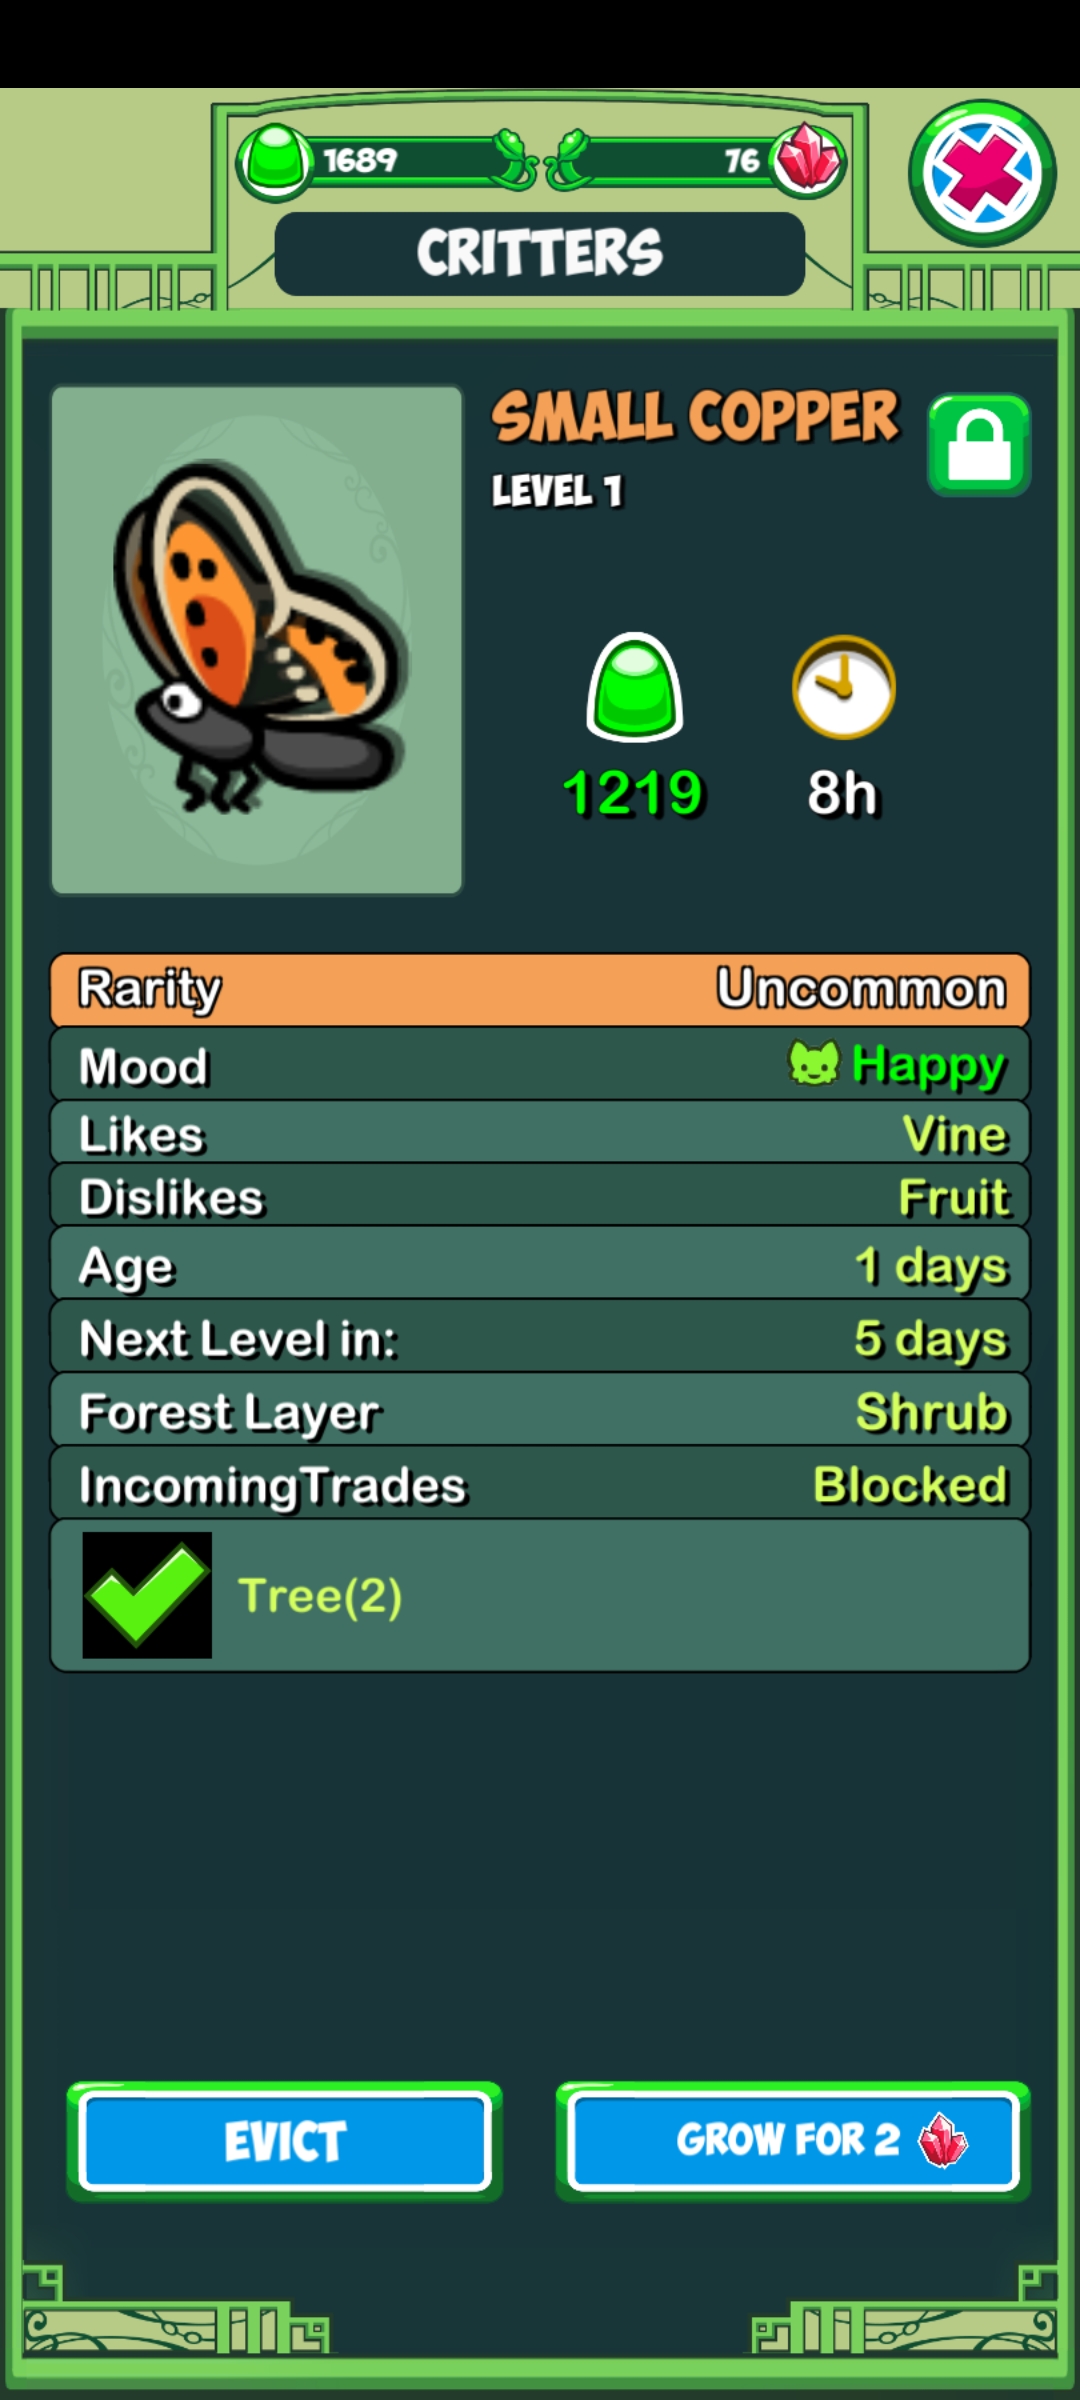 1689 76
CRITTERS
SMALL COPPER
LEVEL 1
1219 8h
Rarity Uncommon
Mood Happy
Likes Vine
Dislikes Fruit
Age 1 days
Next Level in: 5 days
Forest Layer Shrub
IncomingTrades Blocked
Tree(2)
EVICT GROW FOR 2